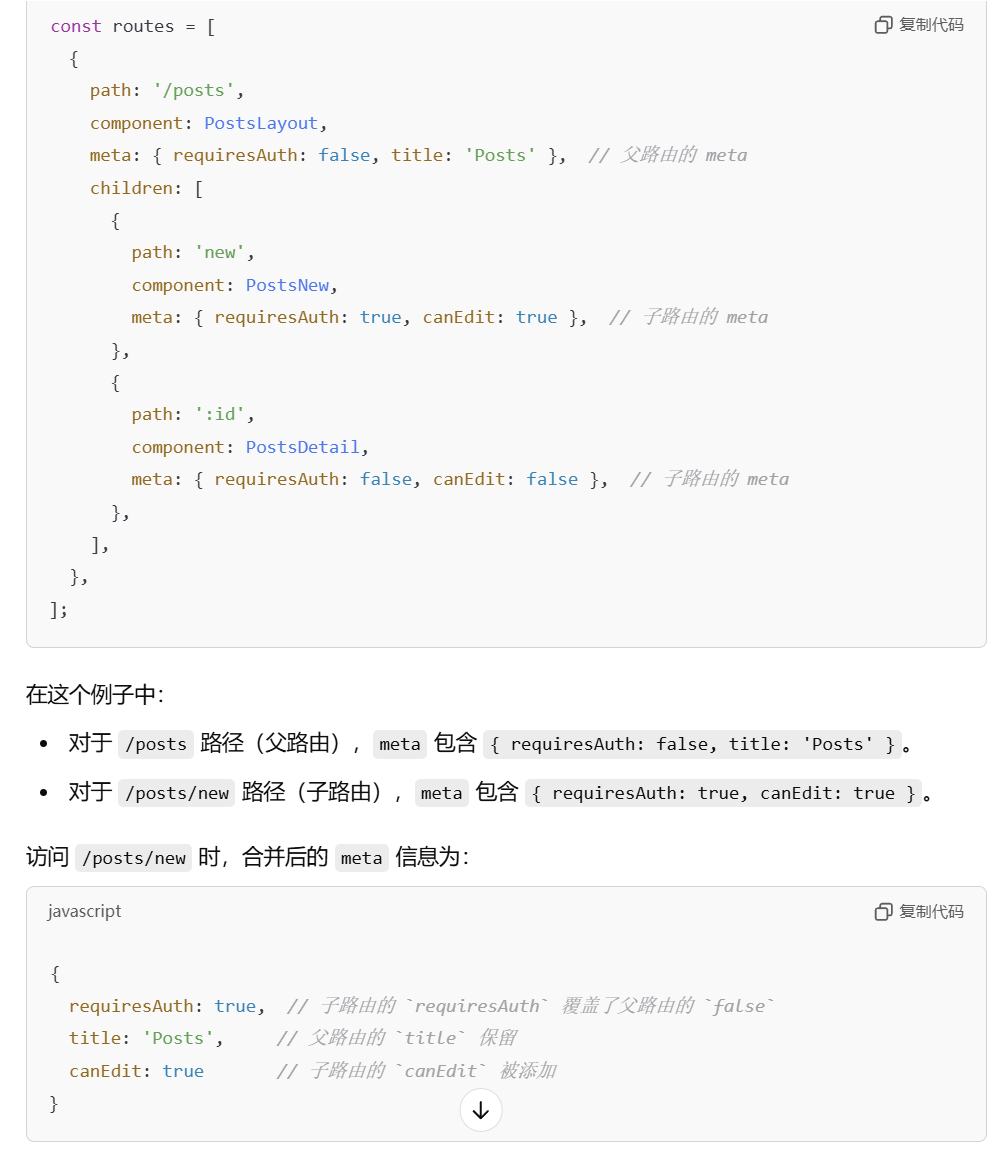 const routes = [
复制代码
  {
    path: '/posts',
    component: PostsLayout,
    meta: { requiresAuth: false, title: 'Posts' },  // 父路由的 meta
    children: [
      {
        path: 'new',
        component: PostsNew,
        meta: { requiresAuth: true, canEdit: true },  // 子路由的 meta
      },
      {
        path: ':id',
        component: PostsDetail,
        meta: { requiresAuth: false, canEdit: false },  // 子路由的 meta
      },
    ],
  },
];
在这个例子中：
• 对于 /posts 路径（父路由），meta 包含 { requiresAuth: false, title: 'Posts' }。
• 对于 /posts/new 路径（子路由），meta 包含 { requiresAuth: true, canEdit: true }。
访问 /posts/new 时，合并后的 meta 信息为：
javascript
复制代码
{
  requiresAuth: true,  // 子路由的 `requiresAuth` 覆盖了父路由的 `false`
  title: 'Posts',     // 父路由的 `title` 保留
  canEdit: true       // 子路由的 `canEdit` 被添加
}